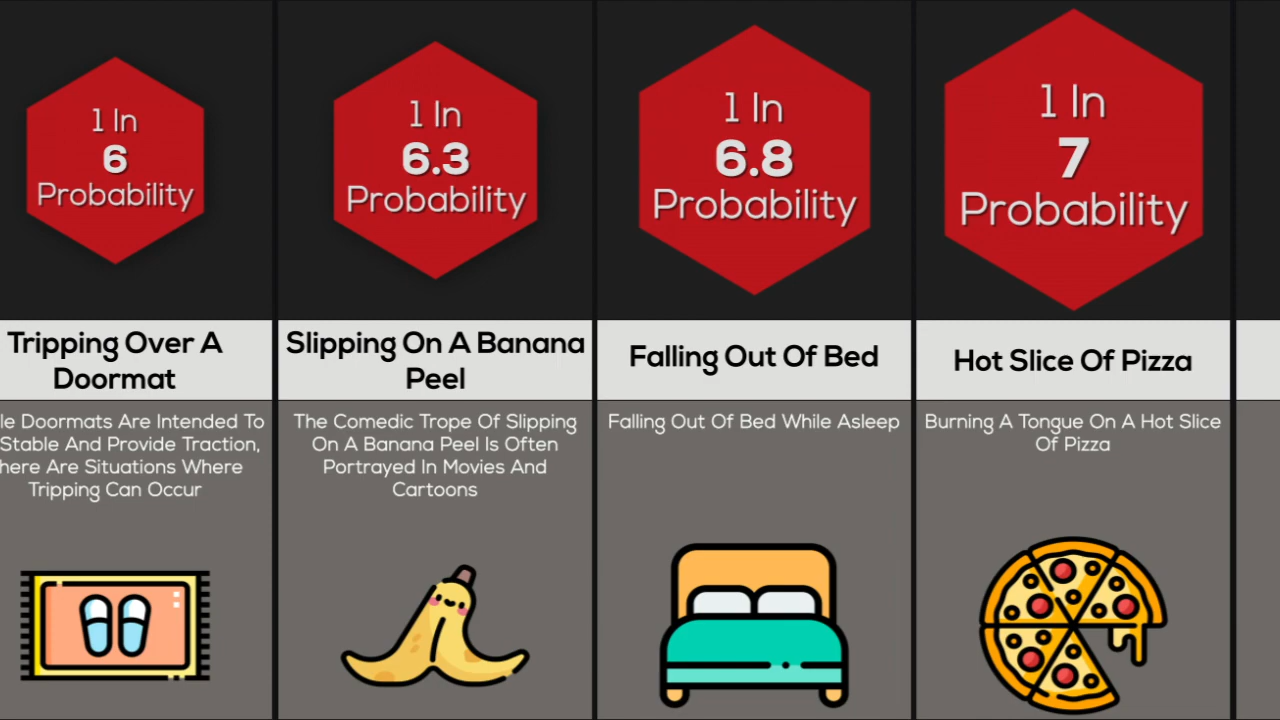 1 In
6
Probability
Tripping Over A
Doormat
Doormats Are Intended To
Stable And Provide Traction,
Are Situations Where
Tripping Can Occur
1 In
6.3
Probability
Slipping On A Banana
Peel
The Comedic Trope Of Slipping
On A Banana Peel Is Often
Portrayed In Movies And
Cartoons
1 In
6.8
Probability
Falling Out Of Bed
Falling Out Of Bed While Asleep
1 In
7
Probability
Hot Slice Of Pizza
Burning A Tongue On A Hot Slice
Of Pizza